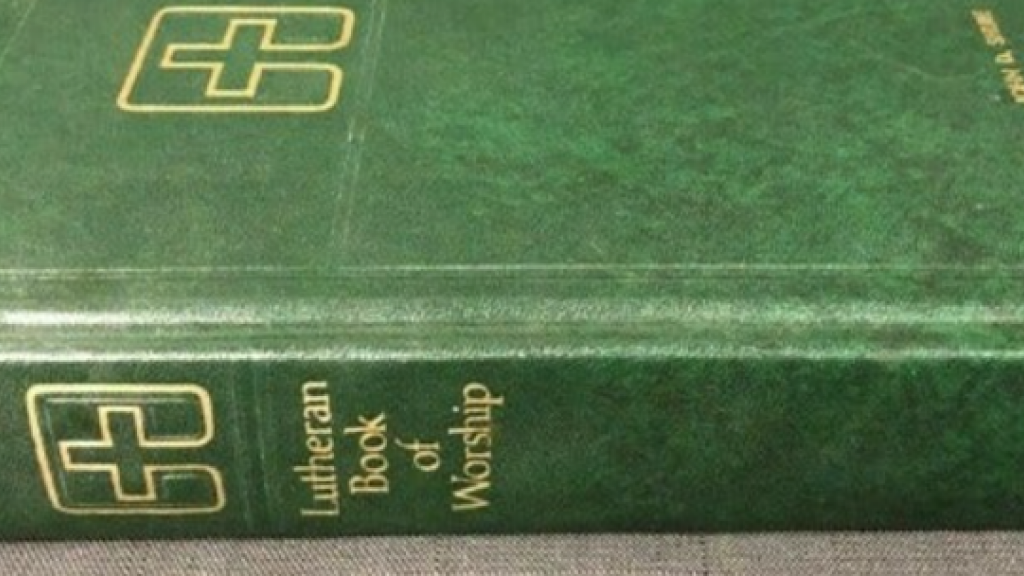 Lutheran
Book
of
Worship